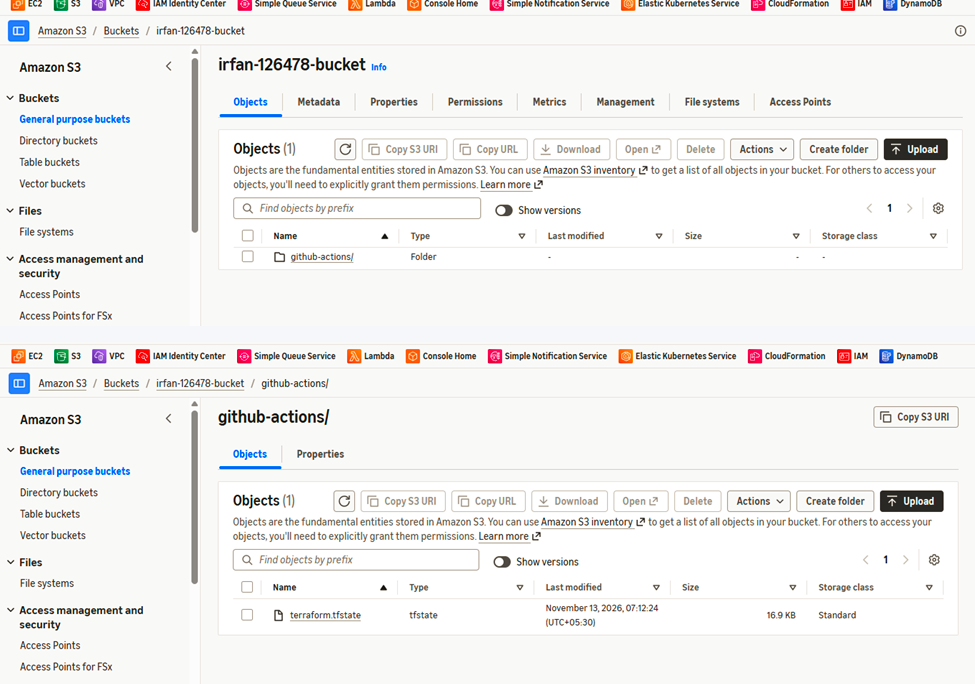 EC2 S3 VPC IAM Identity Center Simple Queue Service Lambda Console Home Simple Notification Service Elastic Kubernetes Service CloudFormation IAM DynamoDB
Amazon S3 / Buckets / irfan-126478-bucket
Amazon S3
Buckets
General purpose buckets
Directory buckets
Table buckets
Vector buckets
Files
File systems
Access management and
security
Access Points
Access Points for FSx
irfan-126478-bucket Info
Objects Metadata Properties Permissions Metrics Management File systems Access Points
Objects (1) Copy S3 URI Copy URL Download Open Delete Actions Create folder Upload
Objects are the fundamental entities stored in Amazon S3. You can use Amazon S3 inventory to get a list of all objects in your bucket. For others to access your
objects, you'll need to explicitly grant them permissions. Learn more
Find objects by prefix Show versions 1
Name Type Last modified Size Storage class
github-actions/ Folder - - -
EC2 S3 VPC IAM Identity Center Simple Queue Service Lambda Console Home Simple Notification Service Elastic Kubernetes Service CloudFormation IAM DynamoDB
Amazon S3 / Buckets / irfan-126478-bucket / github-actions/
Amazon S3
Buckets
General purpose buckets
Directory buckets
Table buckets
Vector buckets
Files
File systems
Access management and
security
Access Points
Access Points for FSx
github-actions/ Copy S3 URI
Objects Properties
Objects (1) Copy S3 URI Copy URL Download Open Delete Actions Create folder Upload
Objects are the fundamental entities stored in Amazon S3. You can use Amazon S3 inventory to get a list of all objects in your bucket. For others to access your
objects, you'll need to explicitly grant them permissions. Learn more
Find objects by prefix Show versions 1
Name Type Last modified Size Storage class
terraform.tfstate tfstate November 13, 2026, 07:12:24 16.9 KB Standard
(UTC+05:30)